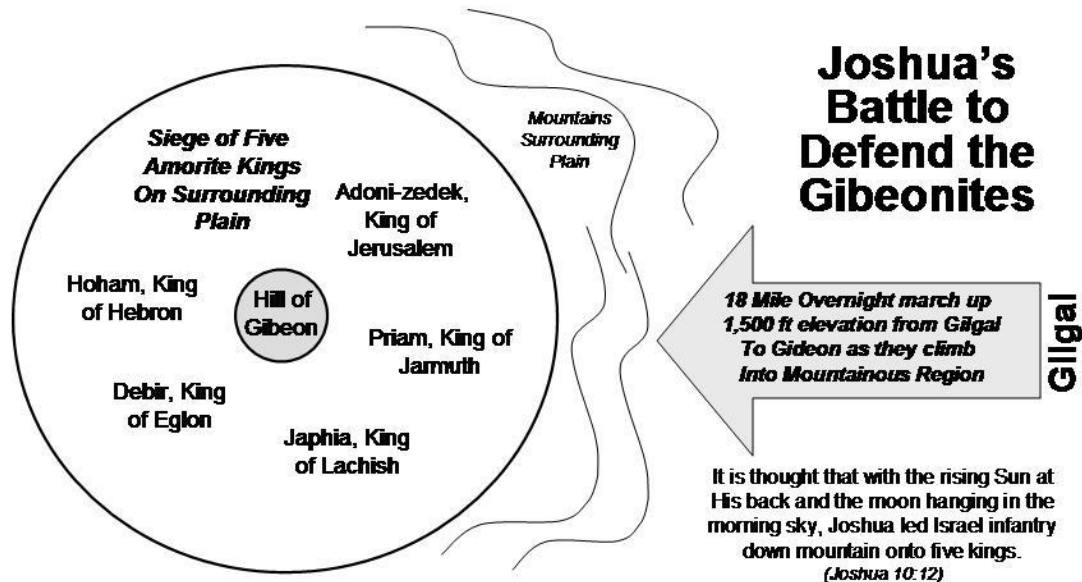 Joshua's
Battle to
Defend the
Gibeonites
Mountains
Surrounding
Plain
Siege of Five
Amorite Kings
On Surrounding
Plain
Adoni-zedek,
King of
Jerusalem
Hoham, King
of Hebron
Hill of
Gibeon
Priam, King of
Jarmuth
Debir, King
of Eglon
Japhia, King
of Lachish
18 Mile Overnight march up
1,500 ft elevation from Gilgal
To Gideon as they climb
Into Mountainous Region
Gilgal
It is thought that with the rising Sun at
His back and the moon hanging in the
morning sky, Joshua led Israel infantry
down mountain onto five kings.
(Joshua 10:12)